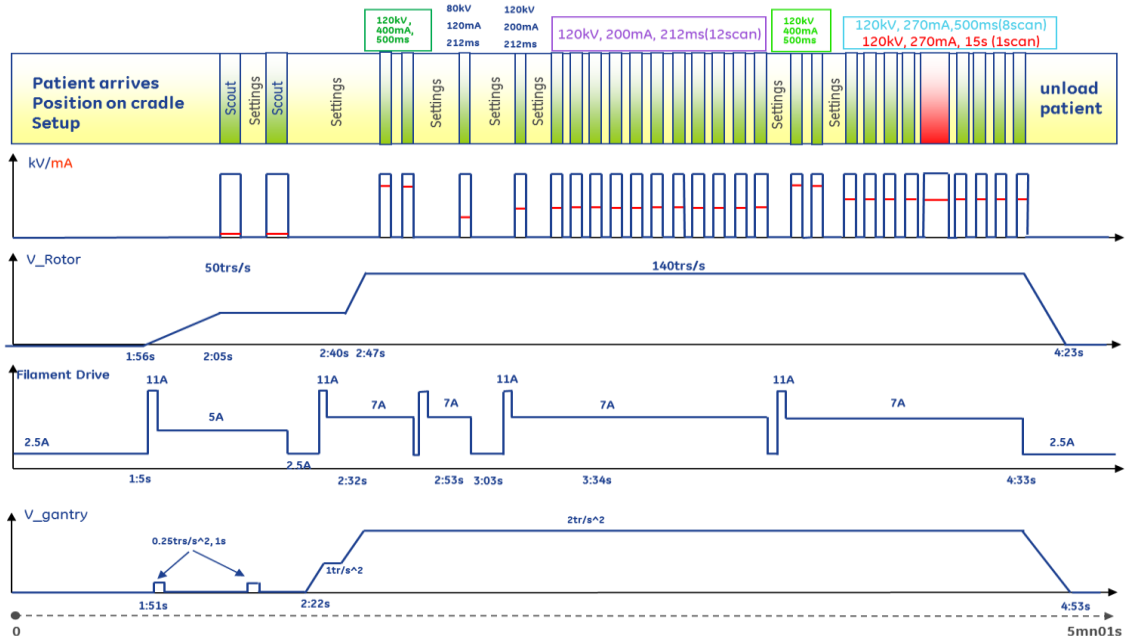 120kV,
400mA,
500ms
80kV
120mA
212ms
120kV
200mA
212ms
120kV, 200mA, 212ms(12scan)
120kV
400mA
500ms
120kV, 270mA,500ms(8scan)
120kV, 270mA, 15s (1scan)
Patient arrives
Position on cradle
Setup
Scout
Settings
Scout
Settings
Settings
Settings
Settings
Settings
Settings
unload
patient
kV/mA
V_Rotor
50trs/s
140trs/s
1:56s
2:05s
2:40s
2:47s
4:23s
Filament Drive
11A
11A
11A
11A
5A
7A
7A
7A
7A
2.5A
2.5A
2.5A
1:5s
2:32s
2:53s
3:03s
3:34s
4:33s
V_gantry
0.25trs/s^2, 1s
1tr/s^2
2tr/s^2
1:51s
2:22s
4:53s
0
5mn01s